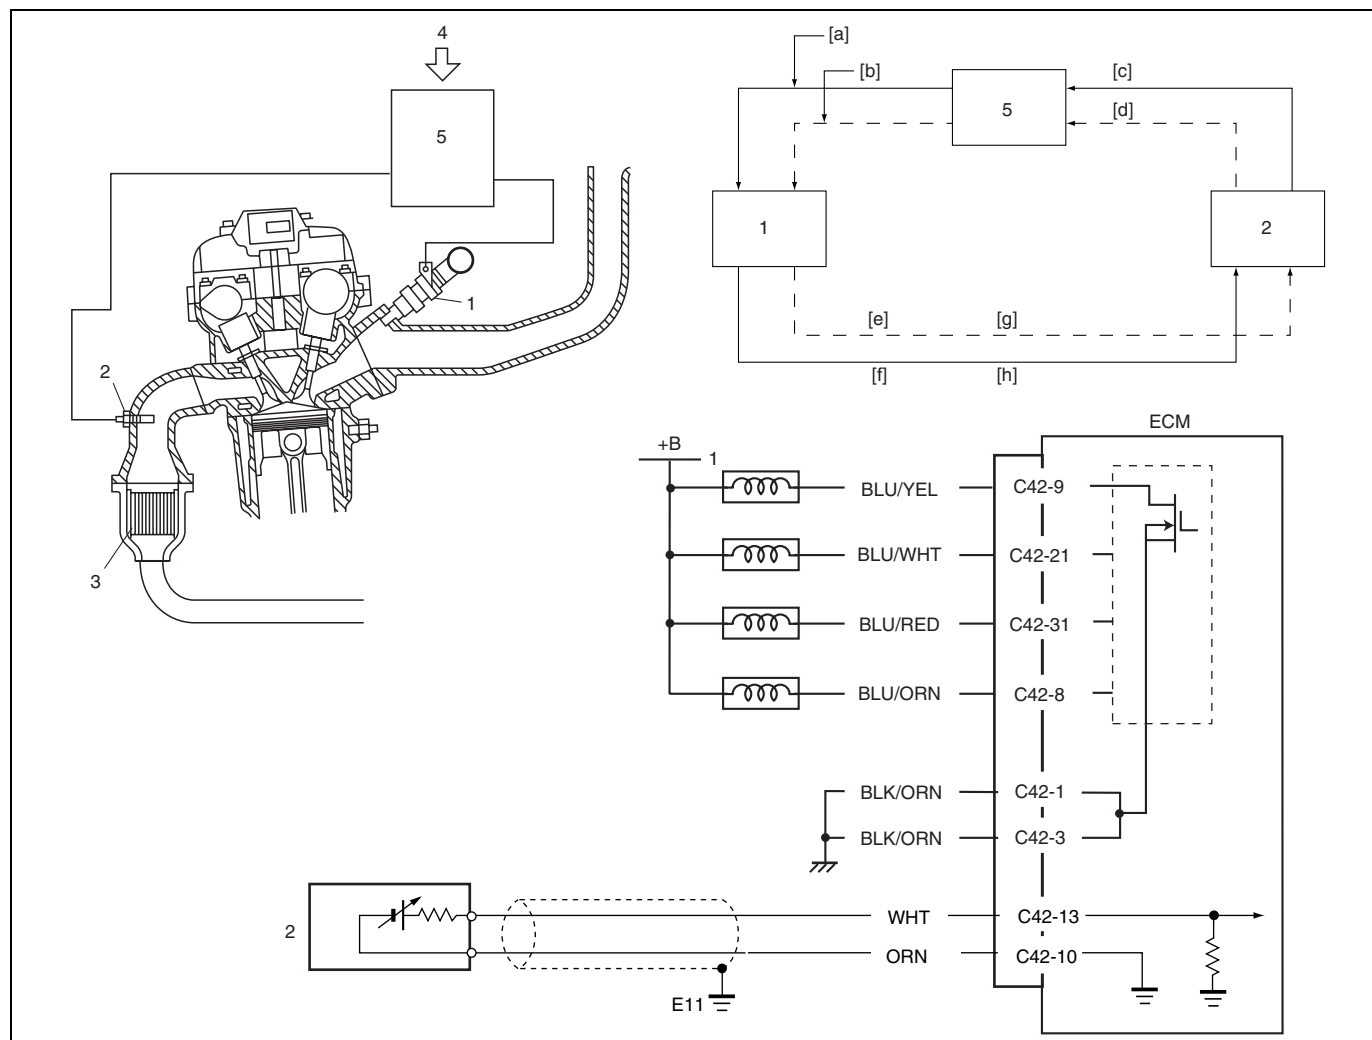 4
5
2
3
1
[a]
[b]
[c]
[d]
5
1
2
[e] [g]
[f] [h]
ECM
+B
1
BLU/YEL C42-9
BLU/WHT C42-21
BLU/RED C42-31
BLU/ORN C42-8
BLK/ORN C42-1
BLK/ORN C42-3
2
WHT C42-13
ORN C42-10
E11